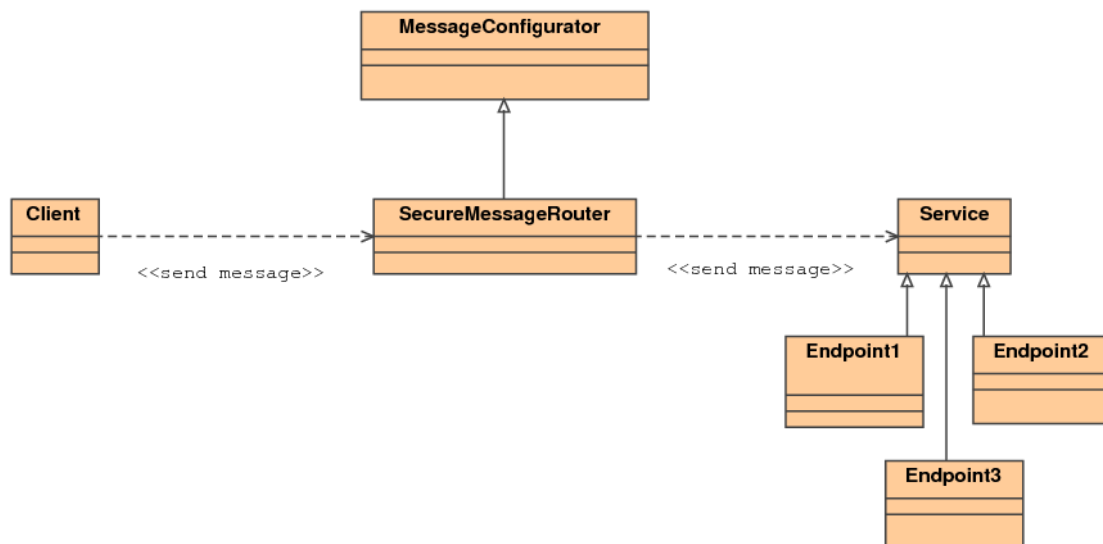 MessageConfigurator
Client
SecureMessageRouter
Service
<<send message>>
<<send message>>
Endpoint1
Endpoint2
Endpoint3